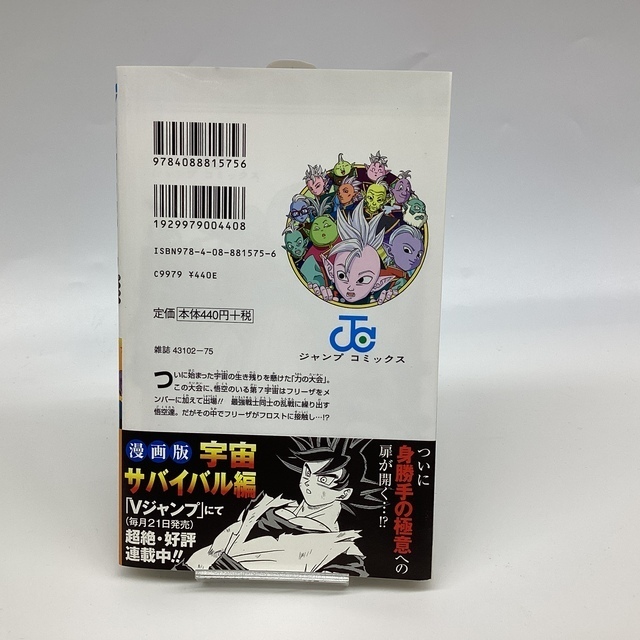 9784088815756
1929979004408
ISBN978-4-08-881575-6
C9979 ¥440E
定価 本体440円+税
雑誌 43102-75
JC
ジャンプ コミックス
ついに始まった宇宙の生き残りを懸けた「力の大会」。
この大会に、悟空のいる第7宇宙はフリーザをメ
ンバーに加えて出場!! 最強戦士同士の乱戦に繰り出す
悟空達。だがその中でフリーザがフロストに接触し…!?
漫画版 宇宙
サバイバル編
「Vジャンプ」にて
(毎月21日発売)
超絶・好評
連載中!!
ついに
身勝手の極意への
扉が開く…!?